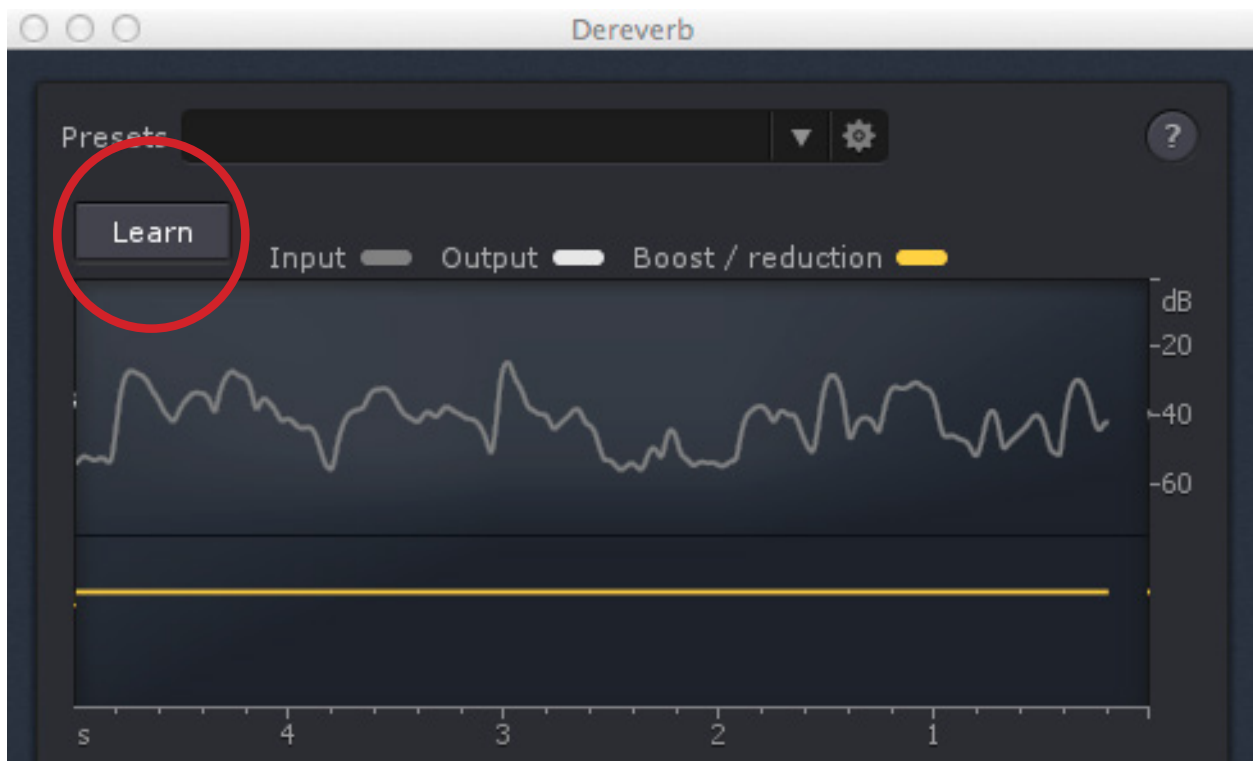 Dereverb
Presets
?
Learn
Input Output Boost / reduction
dB
-20
-40
-60
s 4 3 2 1